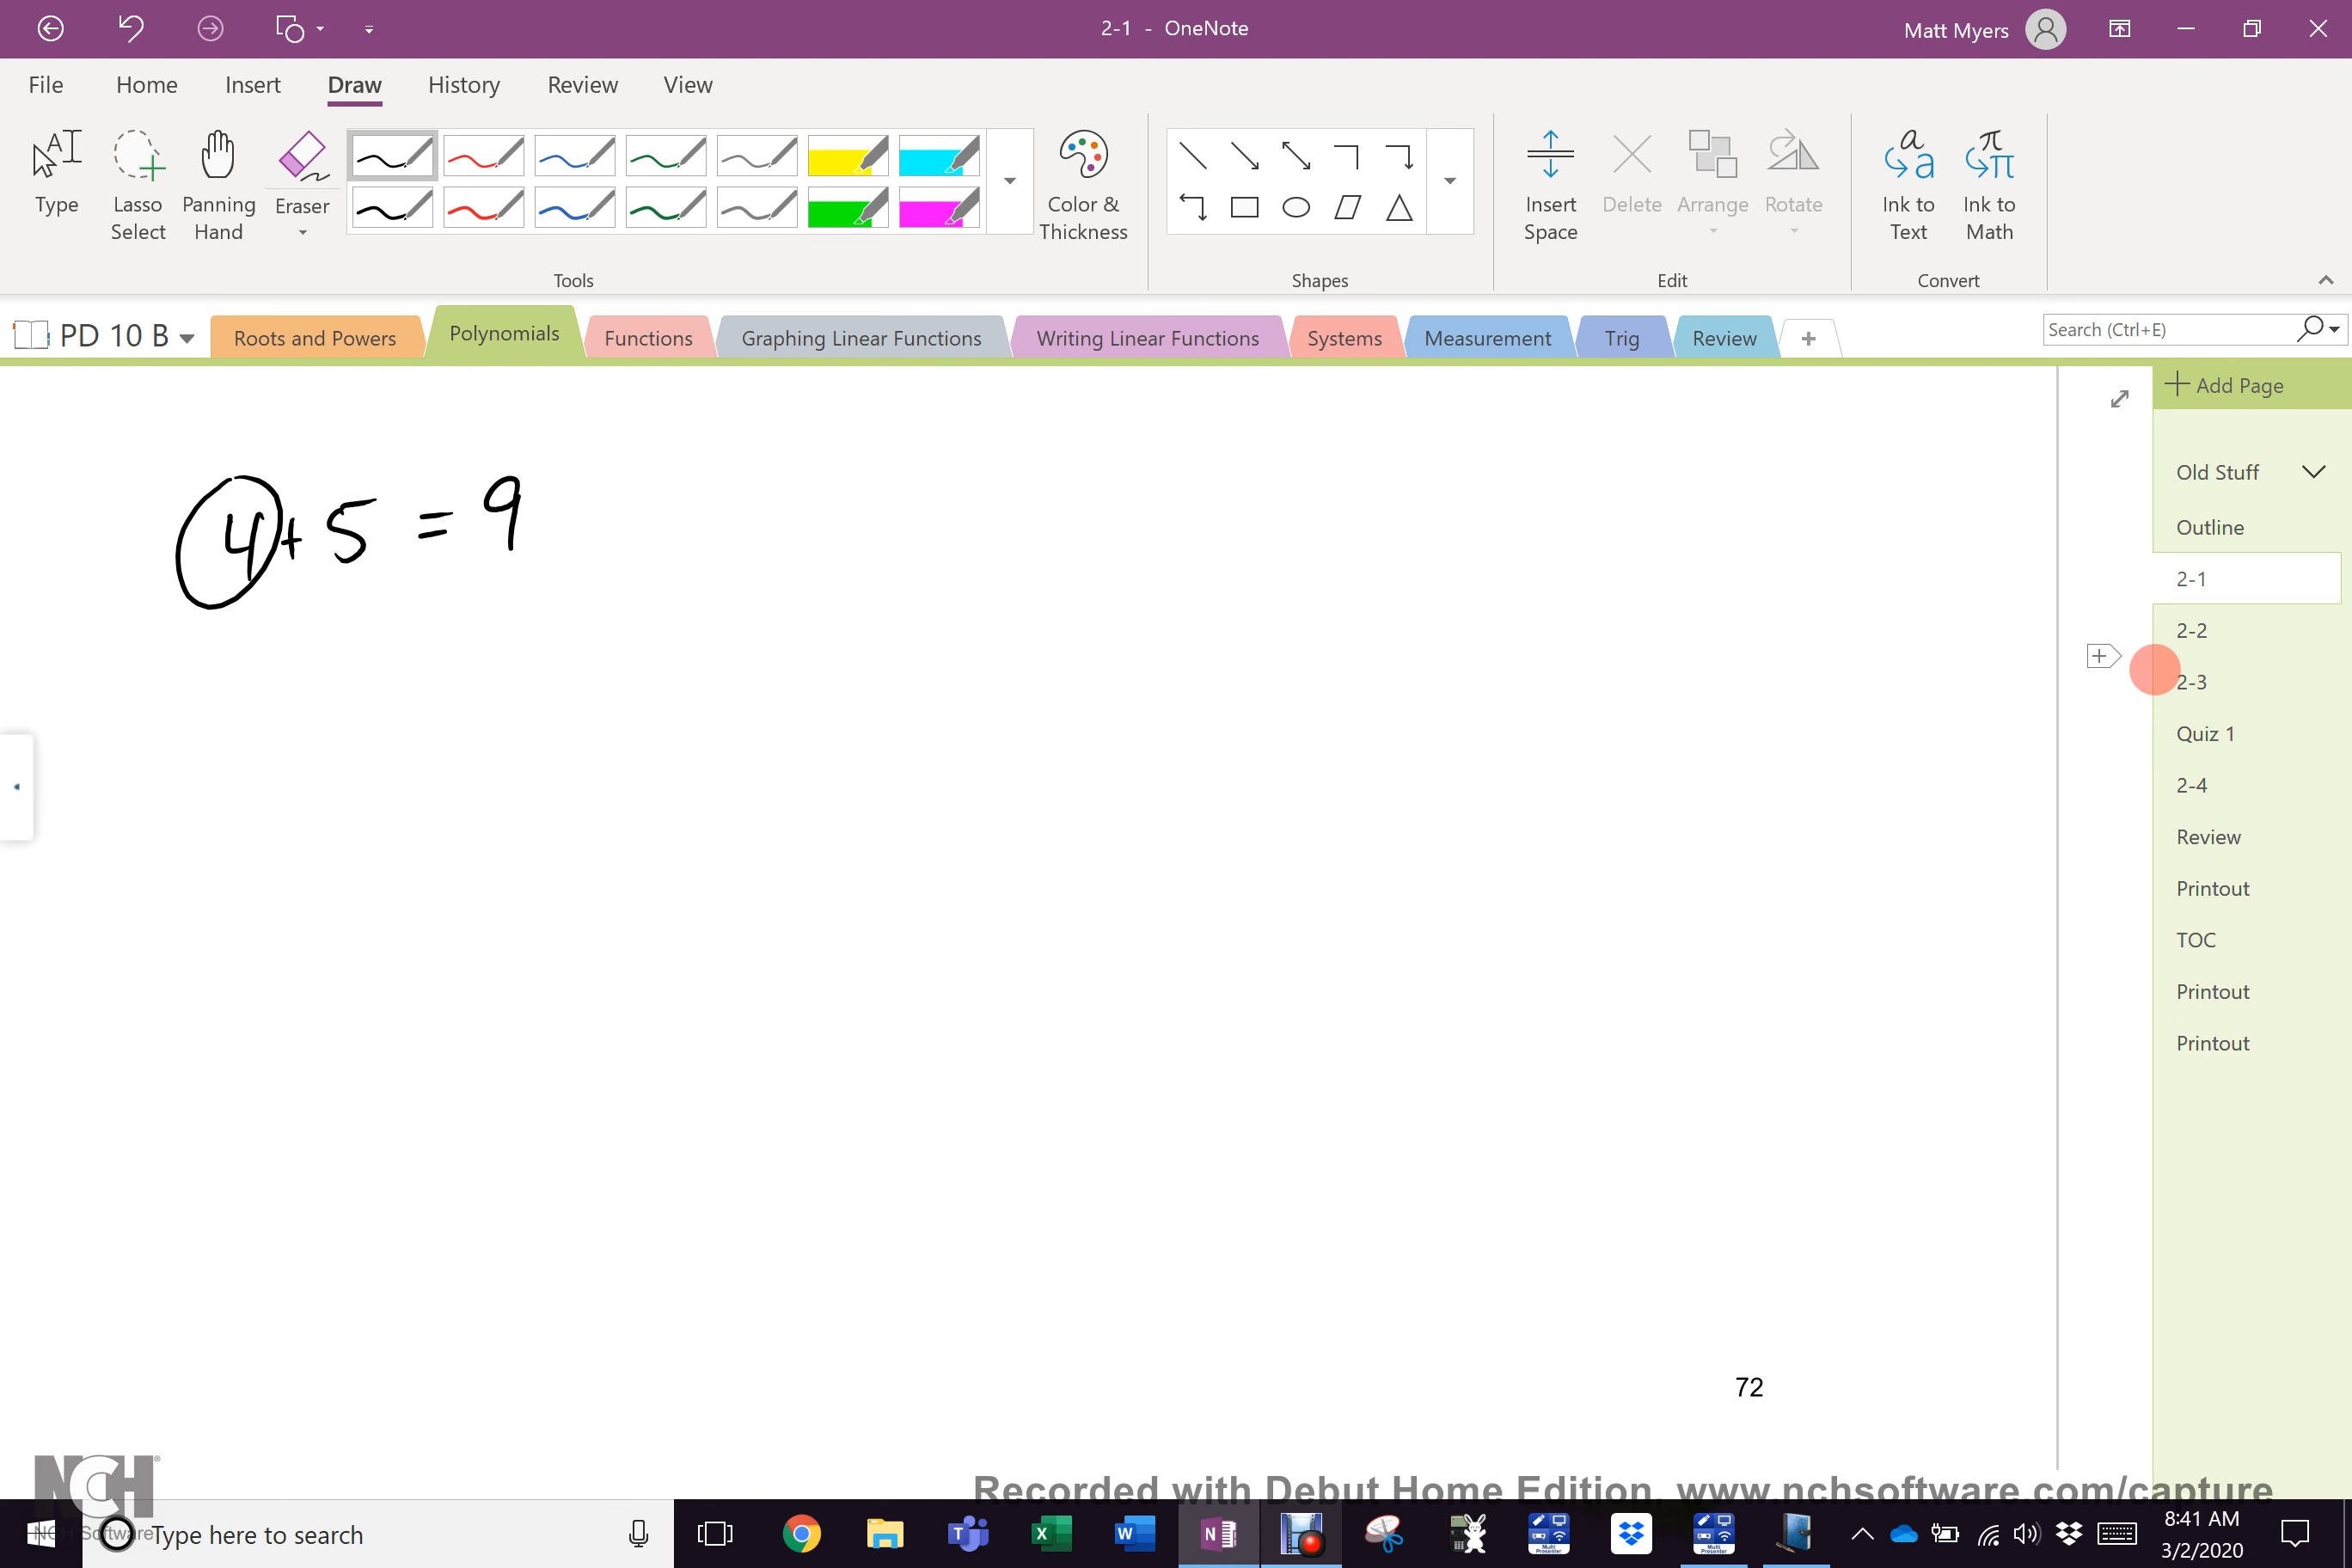 2-1 - OneNote
Matt Myers
File Home Insert Draw History Review View
Type
Lasso Select
Panning Hand
Eraser
Color & Thickness
Insert Space
Delete
Arrange
Rotate
Ink to Text
Ink to Math
Tools Shapes Edit Convert
PD 10 B Roots and Powers Polynomials Functions Graphing Linear Functions Writing Linear Functions Systems Measurement Trig Review +
Search (Ctrl+E)
Add Page
Old Stuff
Outline
2-1
2-2
2-3
Quiz 1
2-4
Review
Printout
TOC
Printout
Printout
4 + 5 = 9
72
NCH®
NCH Software
Recorded with Debut Home Edition. www.nchsoftware.com/capture
Type here to search
8:41 AM
3/2/2020